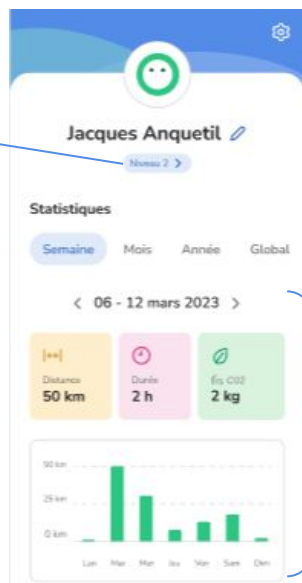 Jacques Anquetil
Niveau 2
Statistiques
Semaine Mois Année Global
< 06 - 12 mars 2023 >
Distance Durée Éq. CO2
50 km 2 h 2 kg
50 km
25 km
0 km
Lun Mar Mer Jeu Ven Sam Dim